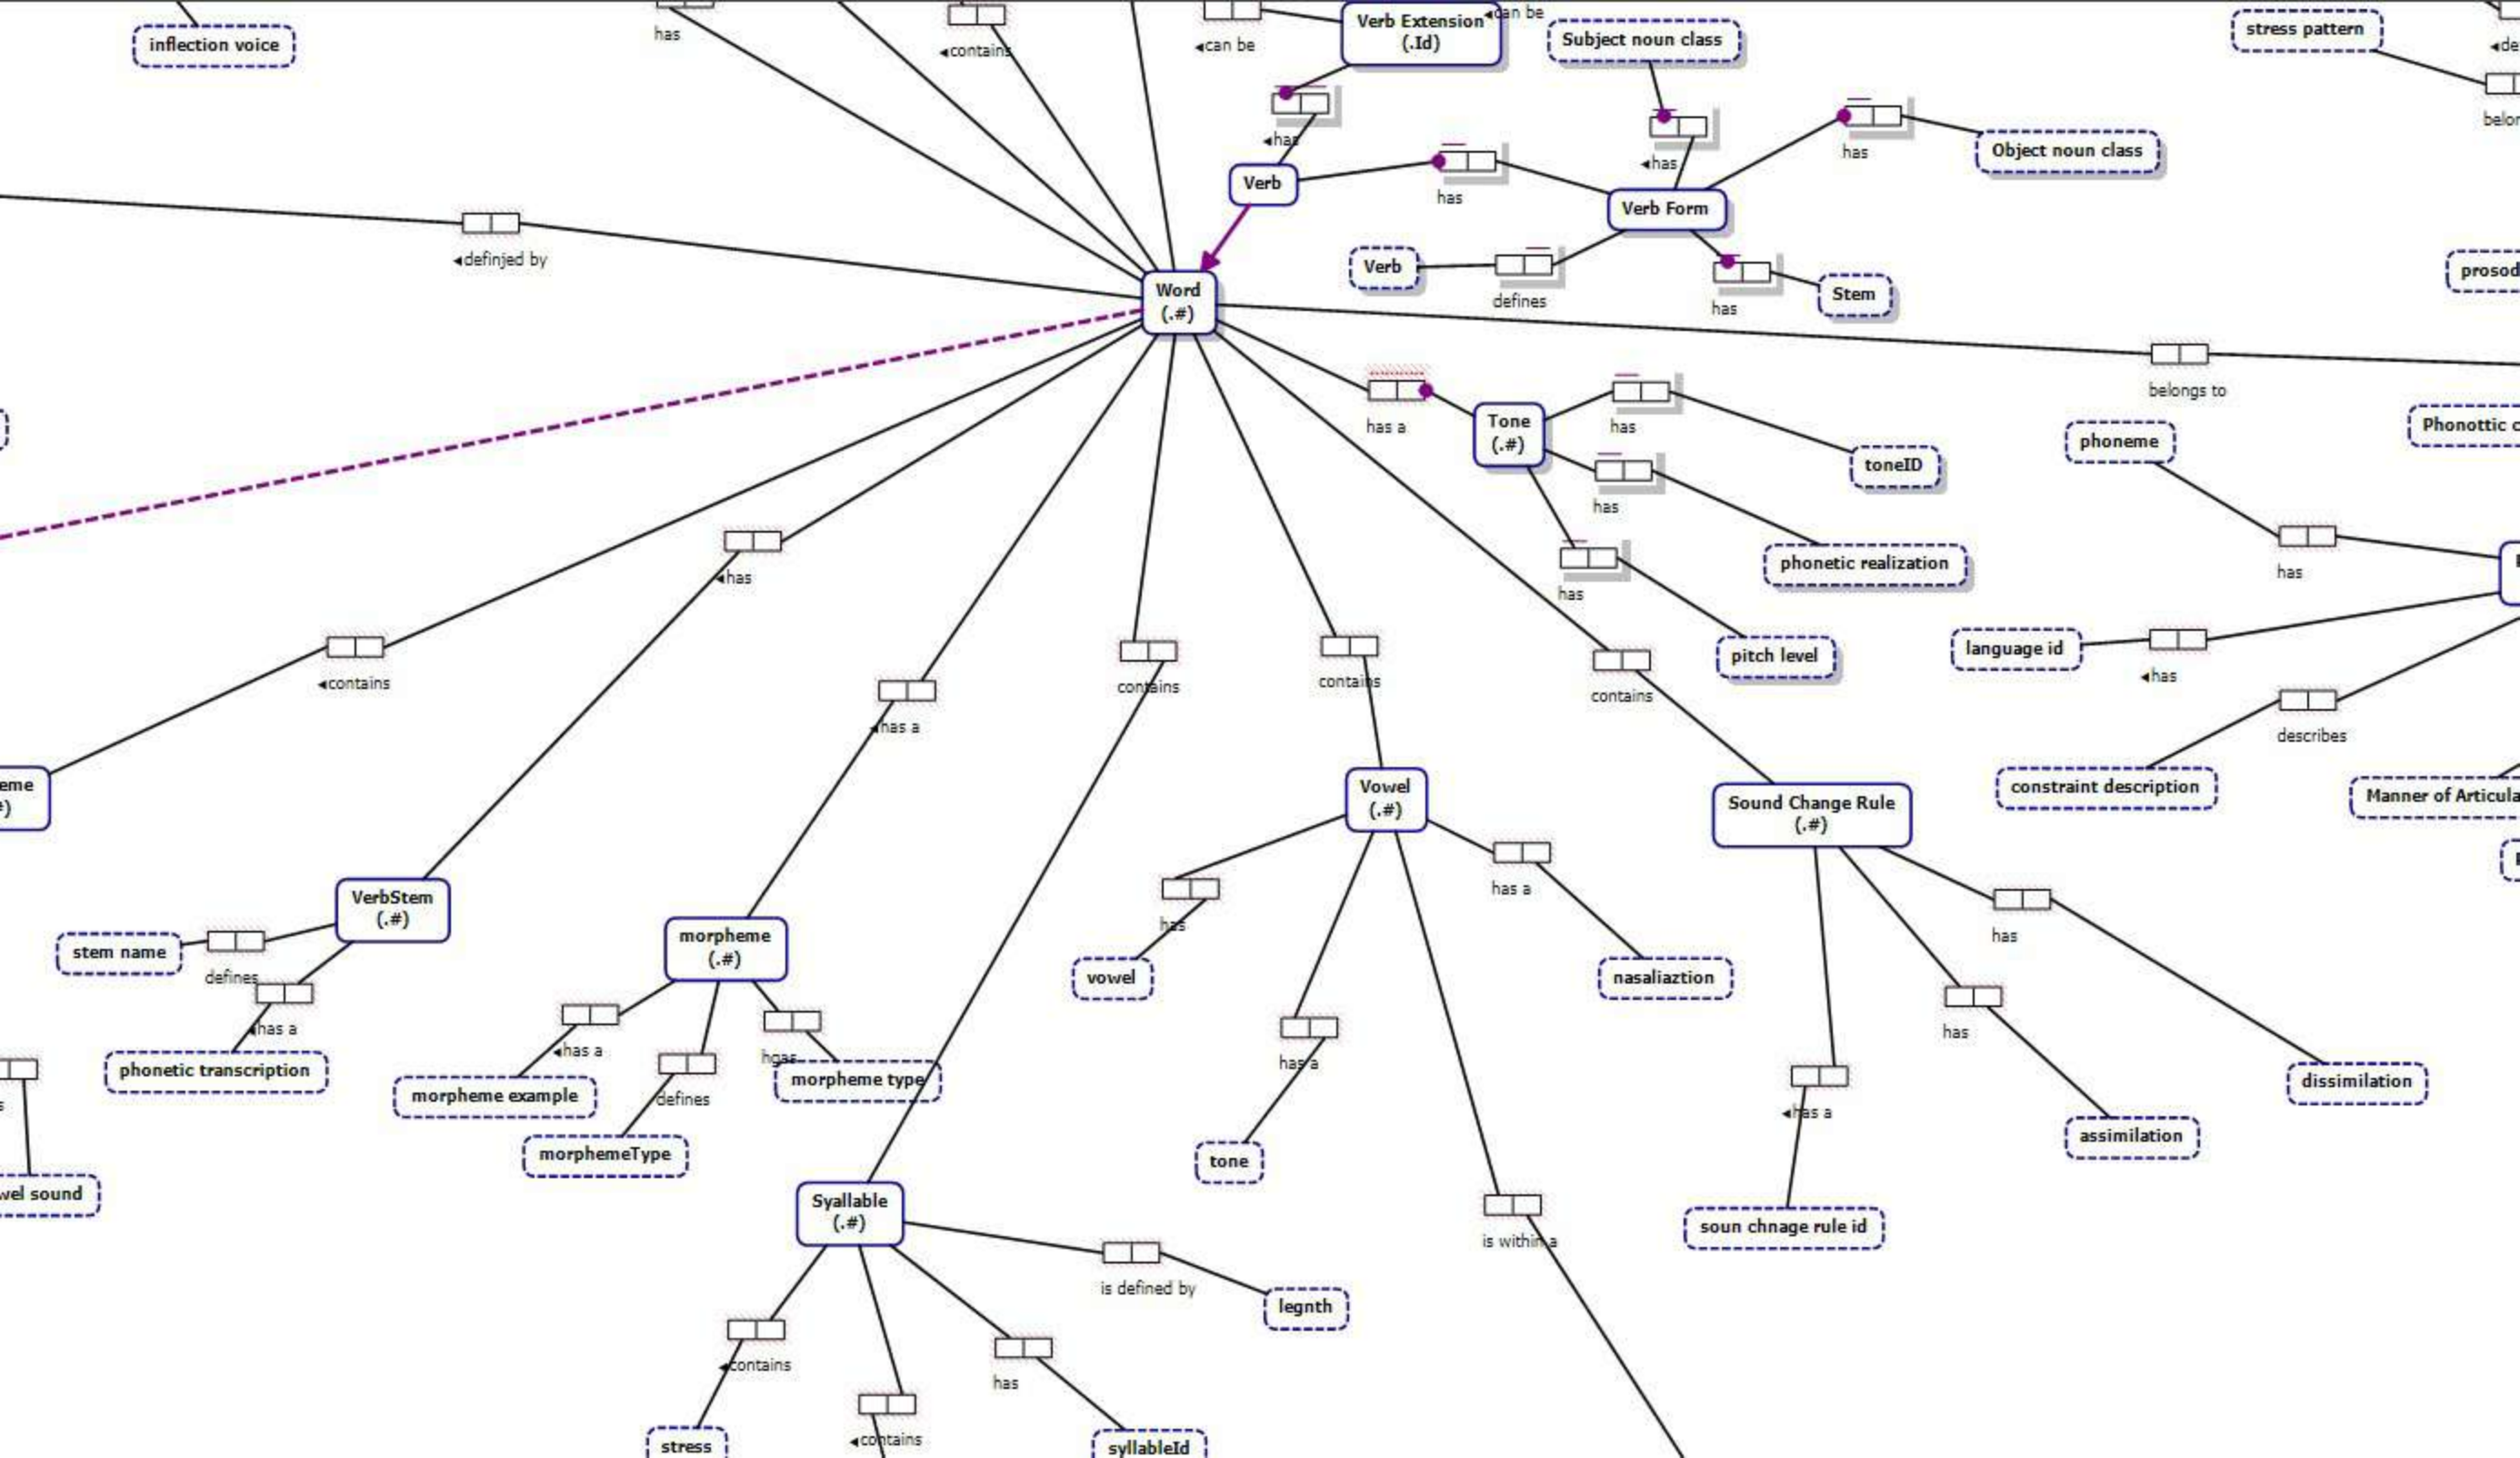 inflection voice
has
◂contains
◂can be
Verb Extension
(.Id)
◂can be
Subject noun class
stress pattern
◂has
◂has
has
Object noun class
Verb
has
Verb Form
◂definjed by
Verb
defines
has
Stem
Word
(.#)
belongs to
has a
Tone
(.#)
has
toneID
has
phonetic realization
has
pitch level
phoneme
has
language id
◂has
describes
constraint description
Manner of
◂has
◂contains
◂has a
contains
contains
contains
Vowel
(.#)
Sound Change Rule
(.#)
VerbStem
(.#)
stem name
defines
◂has a
phonetic transcription
morpheme
(.#)
◂has a
morpheme example
defines
morphemeType
hgas
morpheme type
has
vowel
has a
nasaliaztion
has a
tone
is within a
has
has
dissimilation
assimilation
◂has a
soun chnage rule id
sound
Syallable
(.#)
is defined by
legnth
◂contains
stress
◂contains
has
syllableId